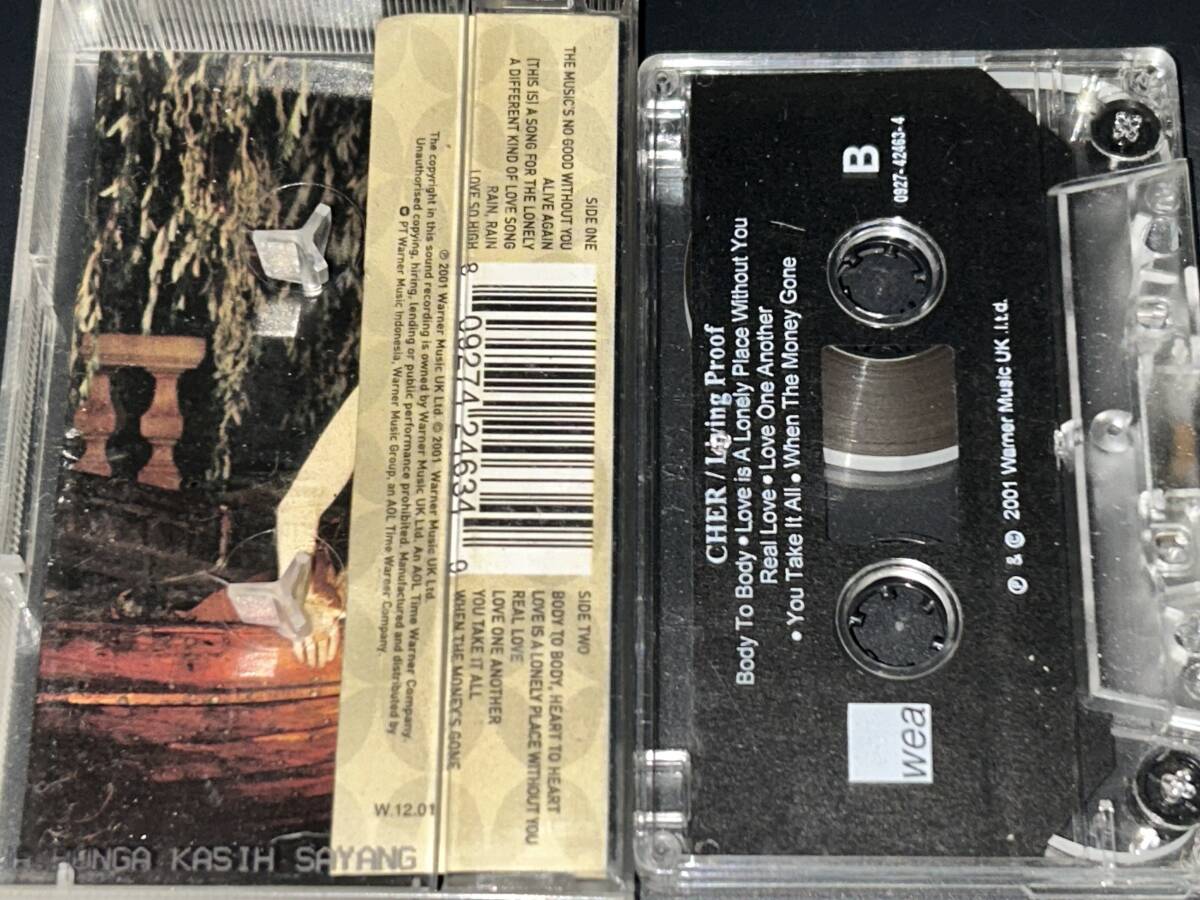 SIDE ONE
THE MUSIC'S NO GOOD WITHOUT YOU
ALIVE AGAIN
(THIS IS) A SONG FOR THE LONELY
A DIFFERENT KIND OF LOVE SONG
RAIN, RAIN
LOVE SO HIGH
8 09274 24634 9
SIDE TWO
BODY TO BODY, HEART TO HEART
LOVE IS A LONELY PLACE WITHOUT YOU
REAL LOVE
LOVE ONE ANOTHER
YOU TAKE IT ALL
WHEN THE MONEY'S GONE
℗ 2001 Warner Music UK Ltd. © 2001 Warner Music UK Ltd.
The copyright in this sound recording is owned by Warner Music UK Ltd. An AOL Time Warner Company.
Unauthorised copying, hiring, lending or public performance prohibited. Manufactured and distributed by
PT Warner Music Indonesia, Warner Music Group, an AOL Time Warner Company.
W.12.01
KASIH SAYANG
B
0927-42463-4
CHER / Living Proof
Body To Body • Love is A Lonely Place Without You
Real Love • Love One Another
• You Take It All • When The Money Gone
℗ & © 2001 Warner Music UK .l.t.d.
wea